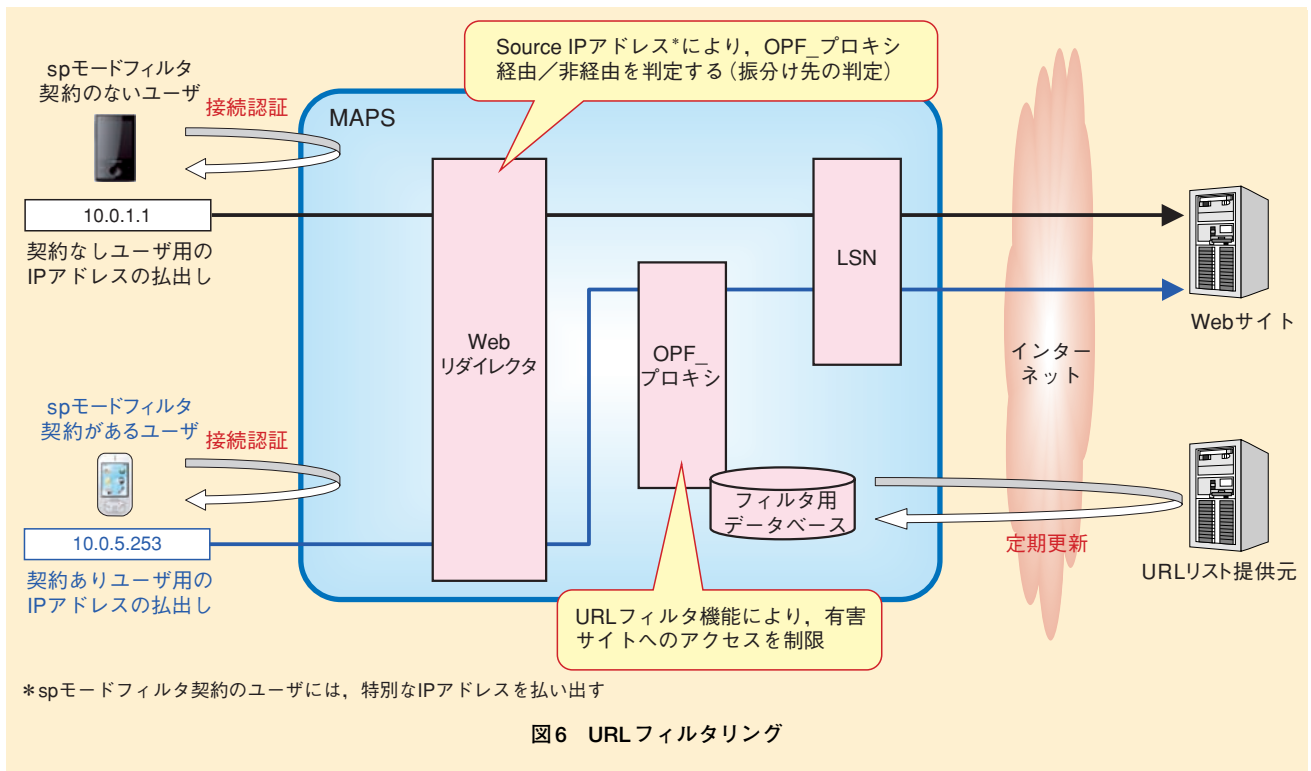 Source IPアドレス*により，OPF_プロキシ
経由／非経由を判定する（振分け先の判定）
spモードフィルタ
契約のないユーザ
接続認証
MAPS
10.0.1.1
契約なしユーザ用の
IPアドレスの払出し
Web
リダイレクタ
OPF_
プロキシ
LSN
インター
ネット
Webサイト
spモードフィルタ
契約があるユーザ
接続認証
10.0.5.253
契約ありユーザ用の
IPアドレスの払出し
フィルタ用
データベース
定期更新
URLリスト提供元
URLフィルタ機能により，有害
サイトへのアクセスを制限
＊spモードフィルタ契約のユーザには，特別なIPアドレスを払い出す
図6 URLフィルタリング